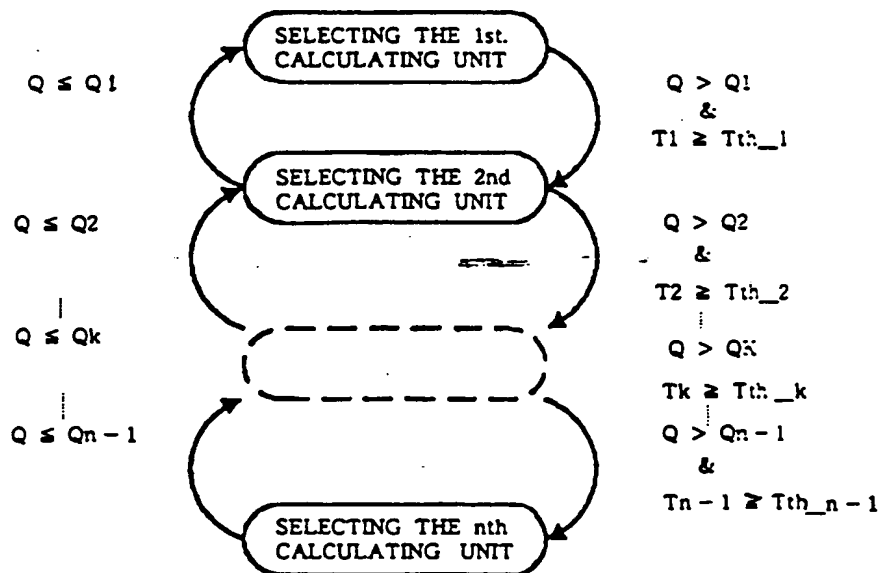 SELECTING THE 1st.
CALCULATING UNIT
Q ≤ Q1
Q > Q1
&
T1 ≧ Tth_1
SELECTING THE 2nd
CALCULATING UNIT
Q ≤ Q2
Q > Q2
&
T2 ≧ Tth_2
Q ≤ Qk
Q > QK
Tk ≧ Tth_k
Q ≤ Qn-1
Q > Qn-1
&
Tn-1 ≧ Tth_n-1
SELECTING THE nth
CALCULATING UNIT